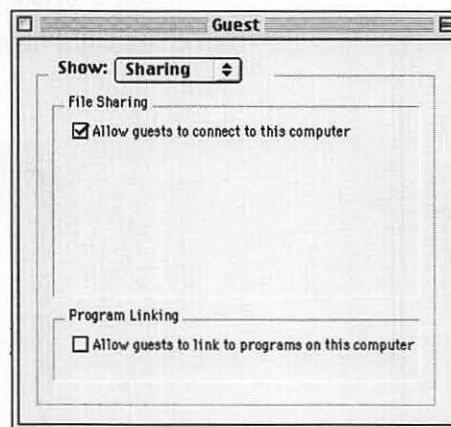 Guest
Show: Sharing
File Sharing
Allow guests to connect to this computer
Program Linking
Allow guests to link to programs on this computer